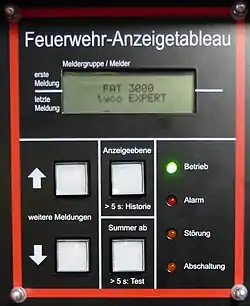 Feuerwehr-Anzeigetableau
Meldergruppe / Melder
erste
Meldung
letzte
Meldung
FAT 3000
tyco EXPERT
Anzeigeebene
Betrieb
> 5 s: Historie
Alarm
weitere Meldungen
Summer ab
Störung
> 5 s: Test
Abschaltung